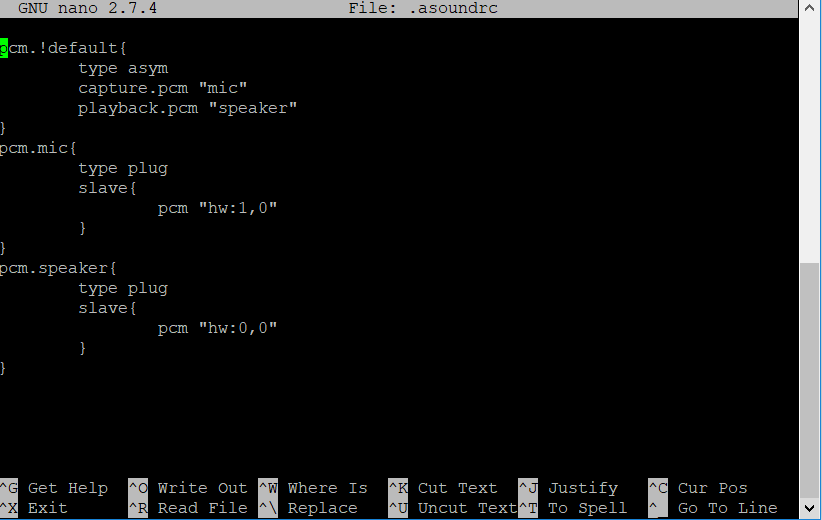 GNU nano 2.7.4 File: .asoundrc
pcm.!default{
type asym
capture.pcm "mic"
playback.pcm "speaker"
}
pcm.mic{
type plug
slave{
pcm "hw:1,0"
}
}
pcm.speaker{
type plug
slave{
pcm "hw:0,0"
}
}
^G Get Help ^O Write Out ^W Where Is ^K Cut Text ^J Justify ^C Cur Pos
^X Exit ^R Read File ^\ Replace ^U Uncut Text ^T To Spell ^_ Go To Line